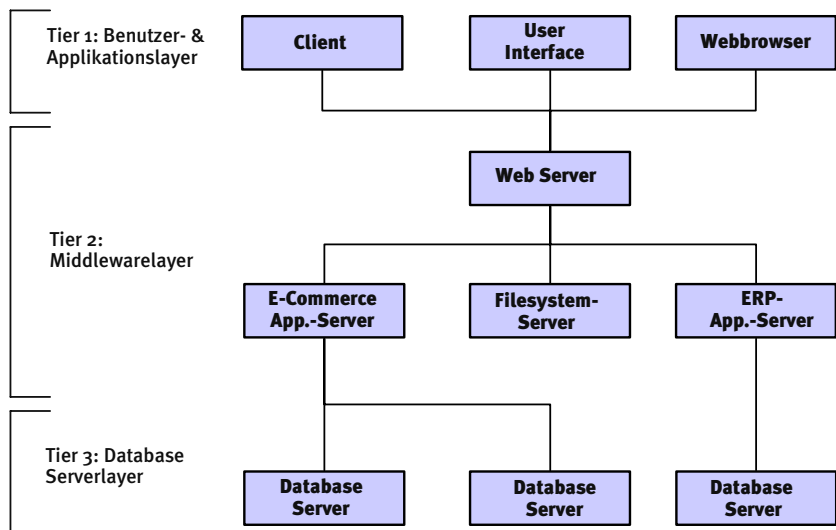 Tier 1: Benutzer- &
Applikationslayer
Client
User
Interface
Webbrowser
Web Server
Tier 2:
Middlewarelayer
E-Commerce
App.-Server
Filesystem-
Server
ERP-
App.-Server
Tier 3: Database
Serverlayer
Database
Server
Database
Server
Database
Server